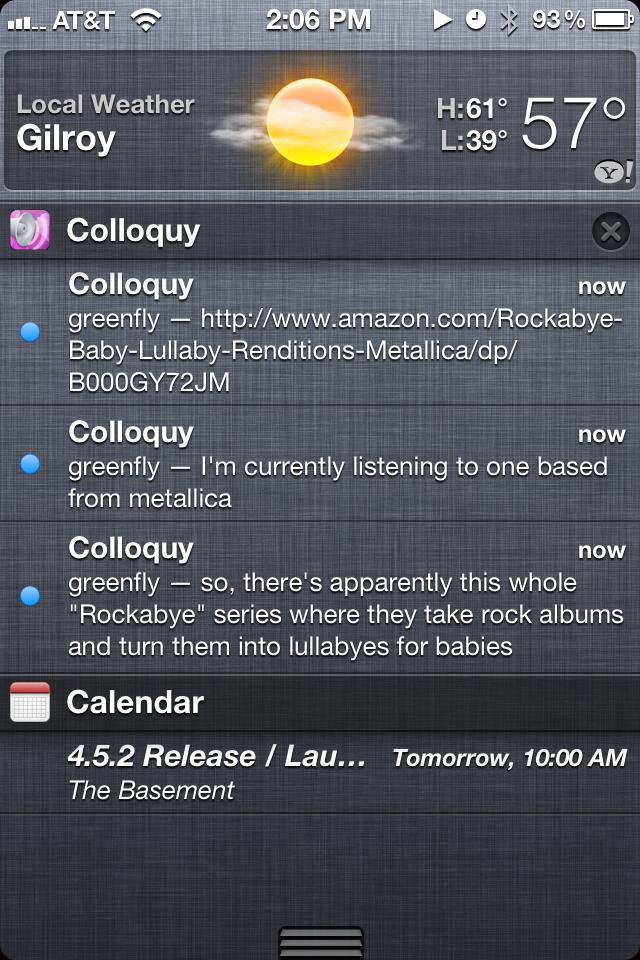 AT&T 2:06 PM 93%
Local Weather
Gilroy
H:61°
L:39°
57°
Y!
Colloquy
Colloquy now
greenfly — http://www.amazon.com/Rockabye-
Baby-Lullaby-Renditions-Metallica/dp/
B000GY72JM
Colloquy now
greenfly — I'm currently listening to one based
from metallica
Colloquy now
greenfly — so, there's apparently this whole
"Rockabye" series where they take rock albums
and turn them into lullabyes for babies
Calendar
4.5.2 Release / Lau... Tomorrow, 10:00 AM
The Basement